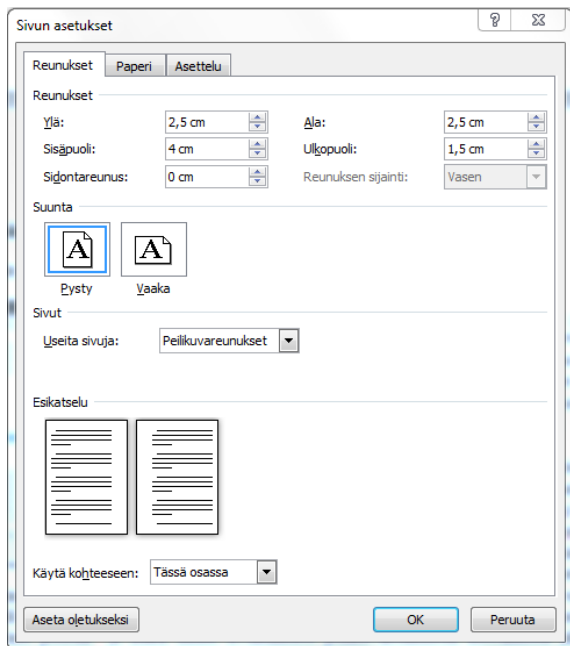 Sivun asetukset
Reunukset Paperi Asettelu
Reunukset
Ylä: 2,5 cm Ala: 2,5 cm
Sisäpuoli: 4 cm Ulkopuoli: 1,5 cm
Sidontareunus: 0 cm Reunuksen sijainti: Vasen
Suunta
A A
Pysty Vaaka
Sivut
Useita sivuja: Peilikuvareunukset
Esikatselu
Käytä kohteeseen: Tässä osassa
Aseta oletukseksi OK Peruuta